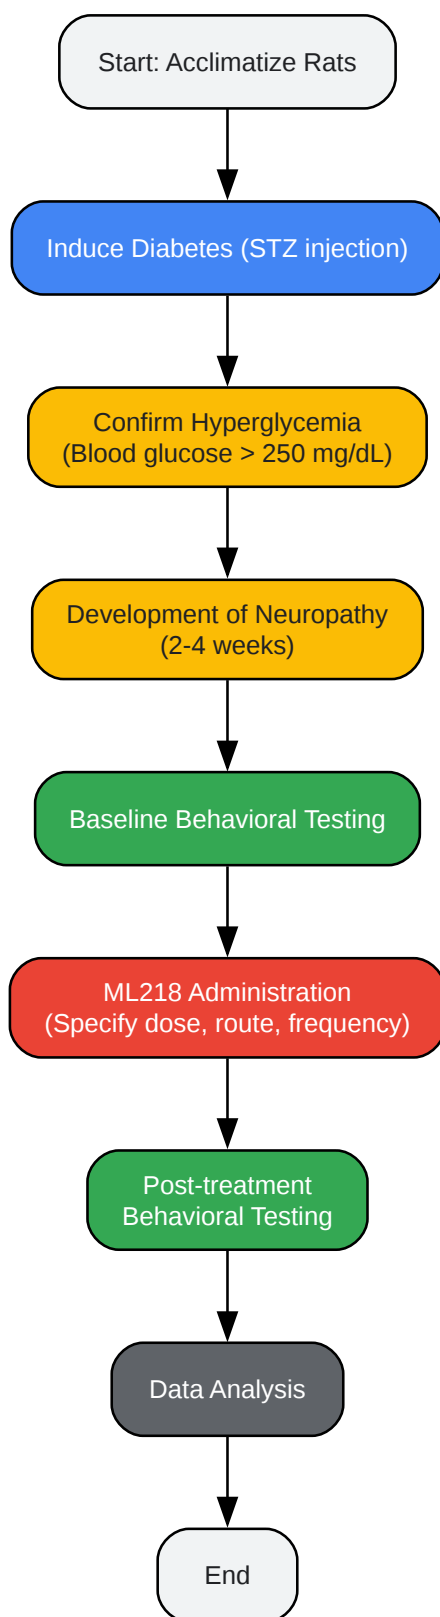 Start: Acclimatize Rats
Induce Diabetes (STZ injection)
Confirm Hyperglycemia
(Blood glucose > 250 mg/dL)
Development of Neuropathy
(2-4 weeks)
Baseline Behavioral Testing
ML218 Administration
(Specify dose, route, frequency)
Post-treatment
Behavioral Testing
Data Analysis
End